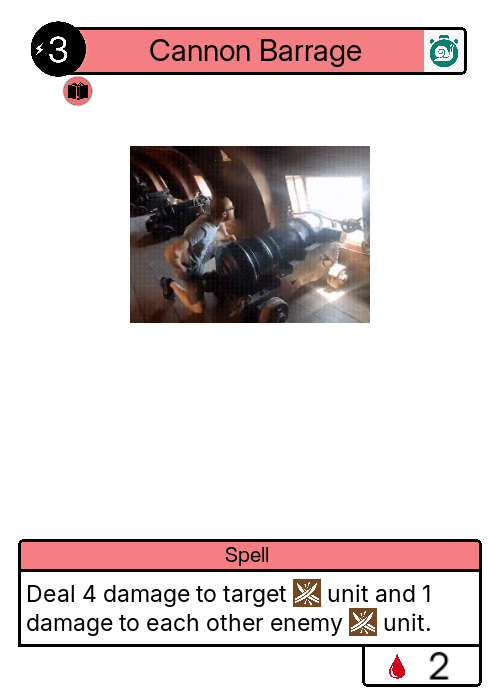 3
Cannon Barrage
Spell
Deal 4 damage to target unit and 1
damage to each other enemy unit.
2